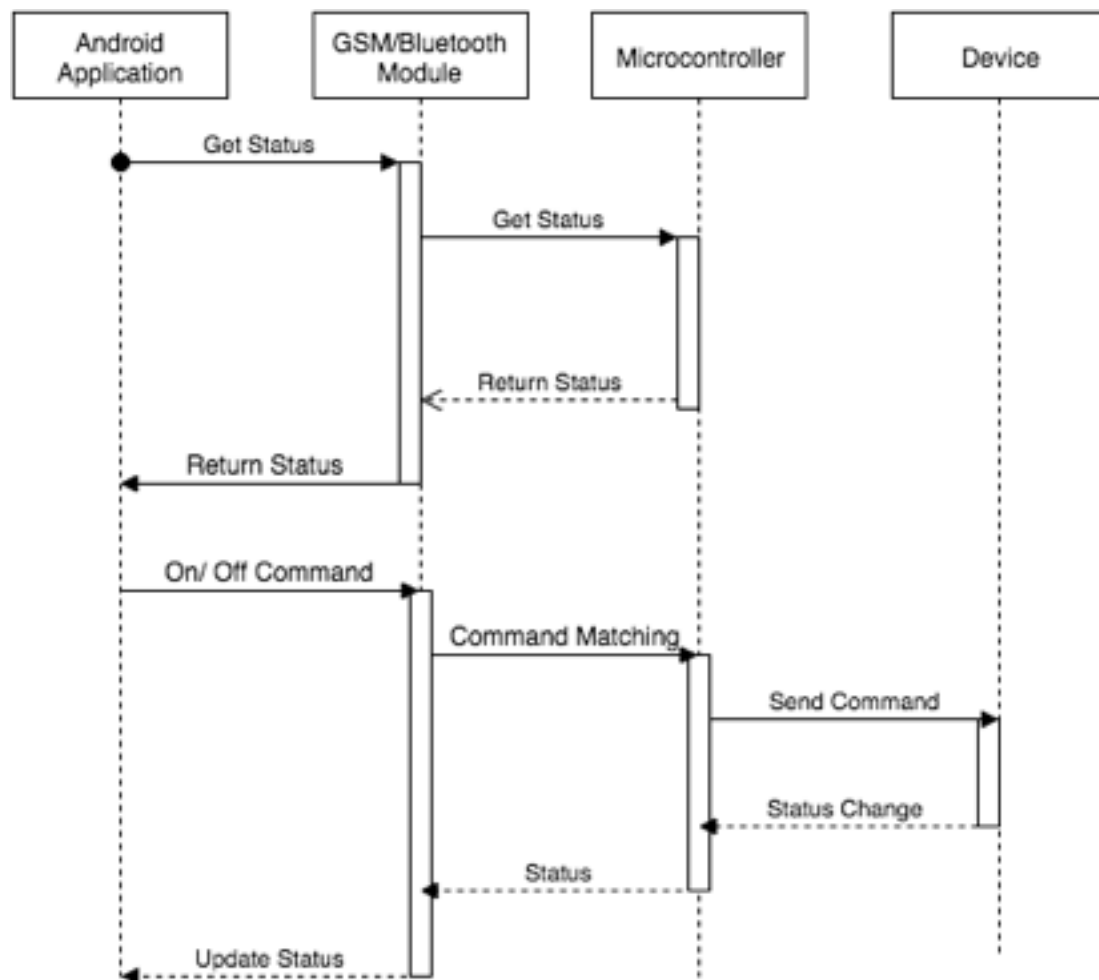 Android
Application
GSM/Bluetooth
Module
Microcontroller
Device
Get Status
Get Status
Return Status
Return Status
On/ Off Command
Command Matching
Send Command
Status Change
Status
Update Status